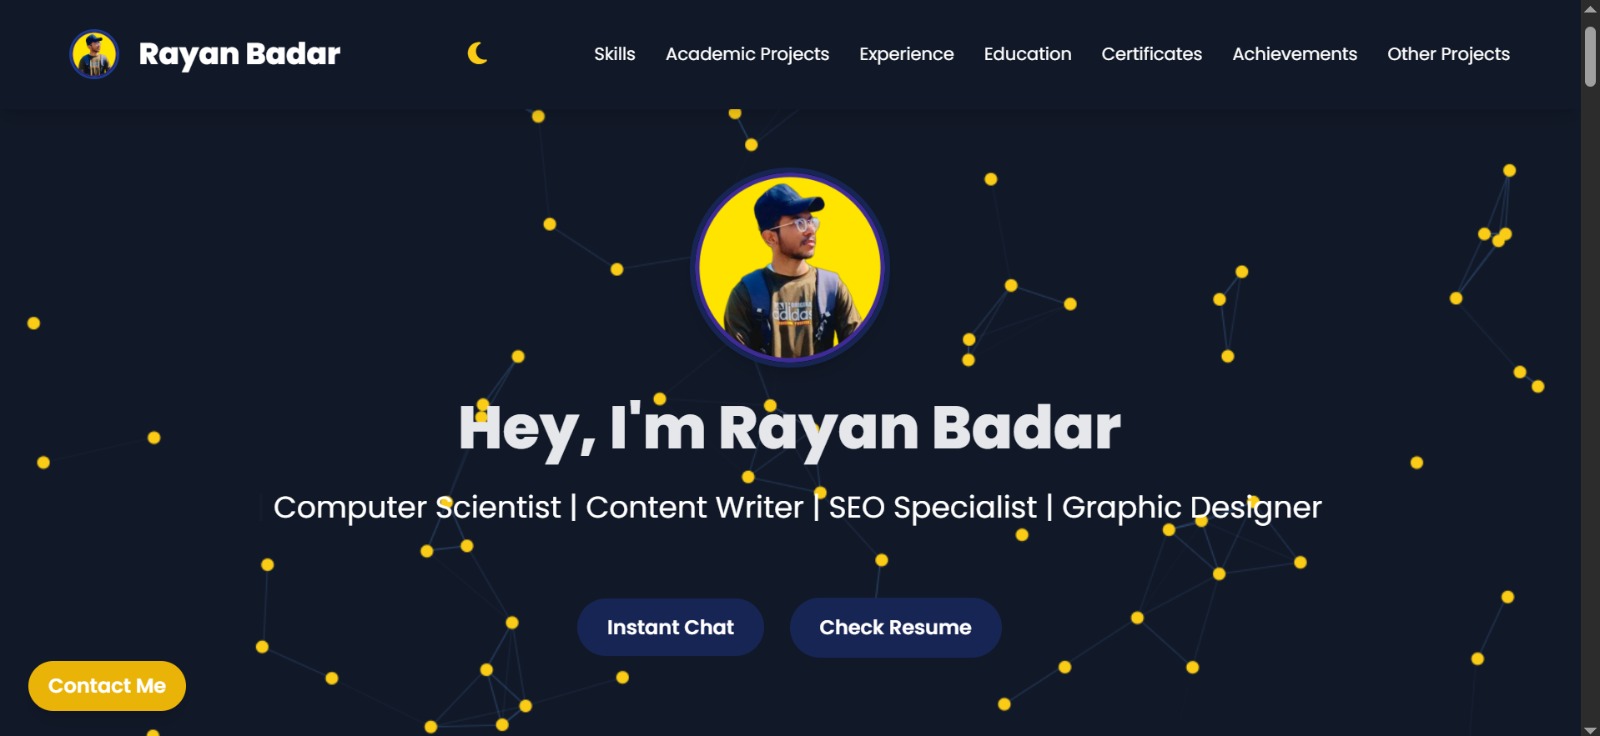 Rayan Badar
Skills Academic Projects Experience Education Certificates Achievements Other Projects
adidas
Hey, I'm Rayan Badar
Computer Scientist | Content Writer | SEO Specialist | Graphic Designer
Instant Chat Check Resume
Contact Me